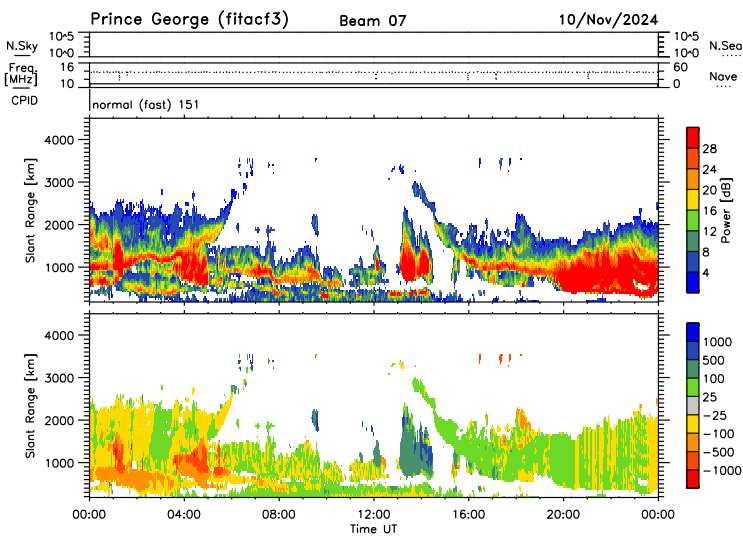 Prince George (fitacf3) Beam 07 10/Nov/2024
N.Sky 10^5 10^0 10^5 10^0 N.Sea
Freq. [MHz] 16 10 60 0 Nave
CPID normal (fast) 151
Slant Range [km] 4000 3000 2000 1000
28 24 20 16 12 8 4 Power [dB]
Slant Range [km] 4000 3000 2000 1000
1000 500 100 25 −25 −100 −500 −1000
00:00 04:00 08:00 12:00 16:00 20:00 00:00
Time UT